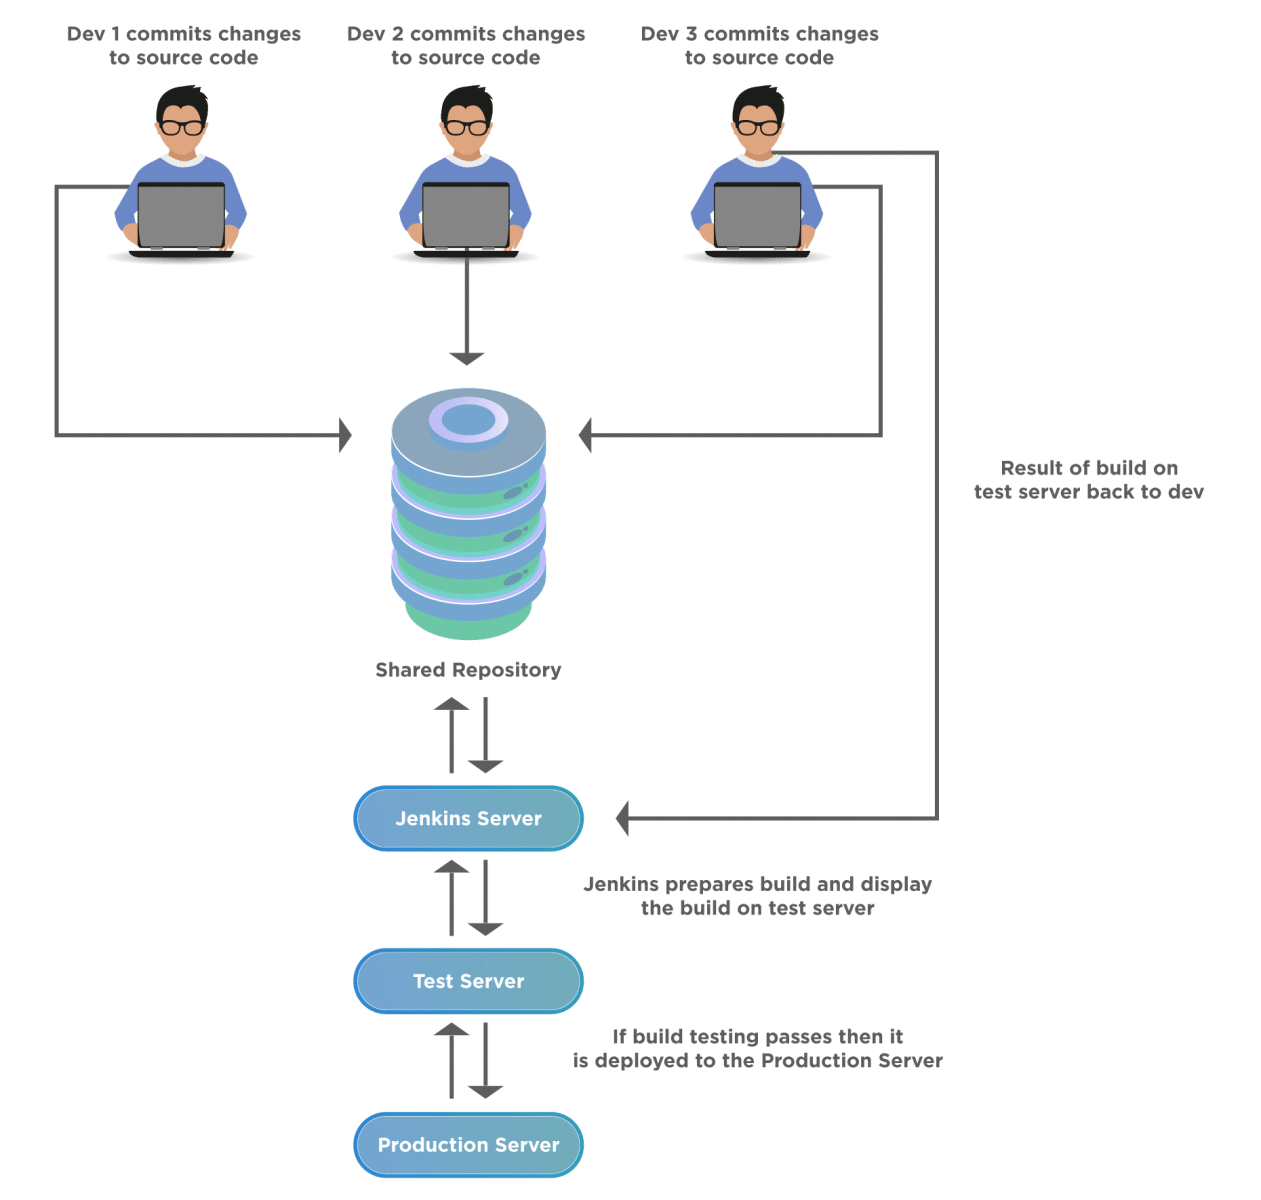 Dev 1 commits changes
to source code
Dev 2 commits changes
to source code
Dev 3 commits changes
to source code
Result of build on
test server back to dev
Shared Repository
Jenkins Server
Jenkins prepares build and display
the build on test server
Test Server
If build testing passes then it
is deployed to the Production Server
Production Server